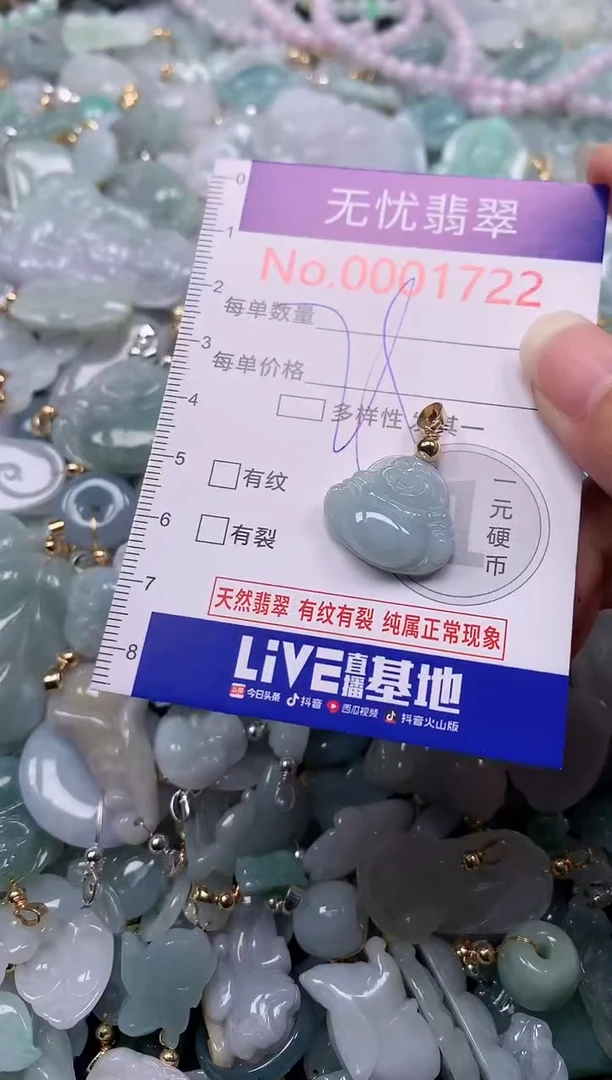 无忧翡翠
No.0001722
每单数量
每单价格
多样性 发其一
有纹
有裂
一元硬币
天然翡翠 有纹有裂 纯属正常现象
LiVE直播基地
今日头条 抖音 西瓜视频 抖音火山版
0
1
2
3
4
5
6
7
8